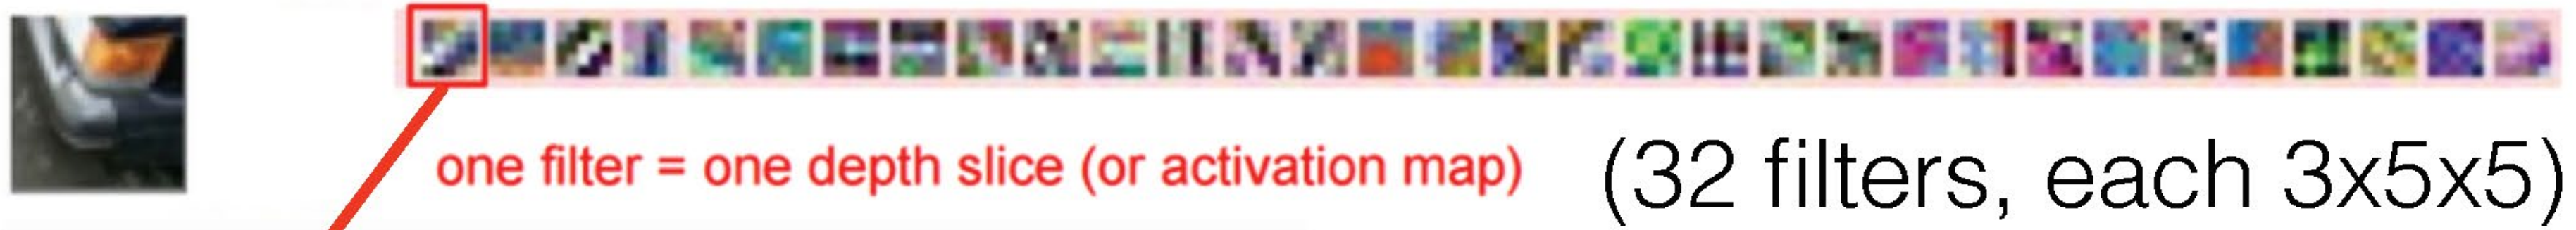 one filter = one depth slice (or activation map)
(32 filters, each 3x5x5)